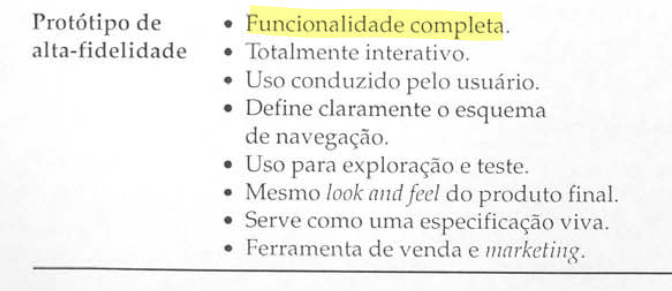 Protótipo de
alta-fidelidade
• Funcionalidade completa.
• Totalmente interativo.
• Uso conduzido pelo usuário.
• Define claramente o esquema
de navegação.
• Uso para exploração e teste.
• Mesmo look and feel do produto final.
• Serve como uma especificação viva.
• Ferramenta de venda e marketing.